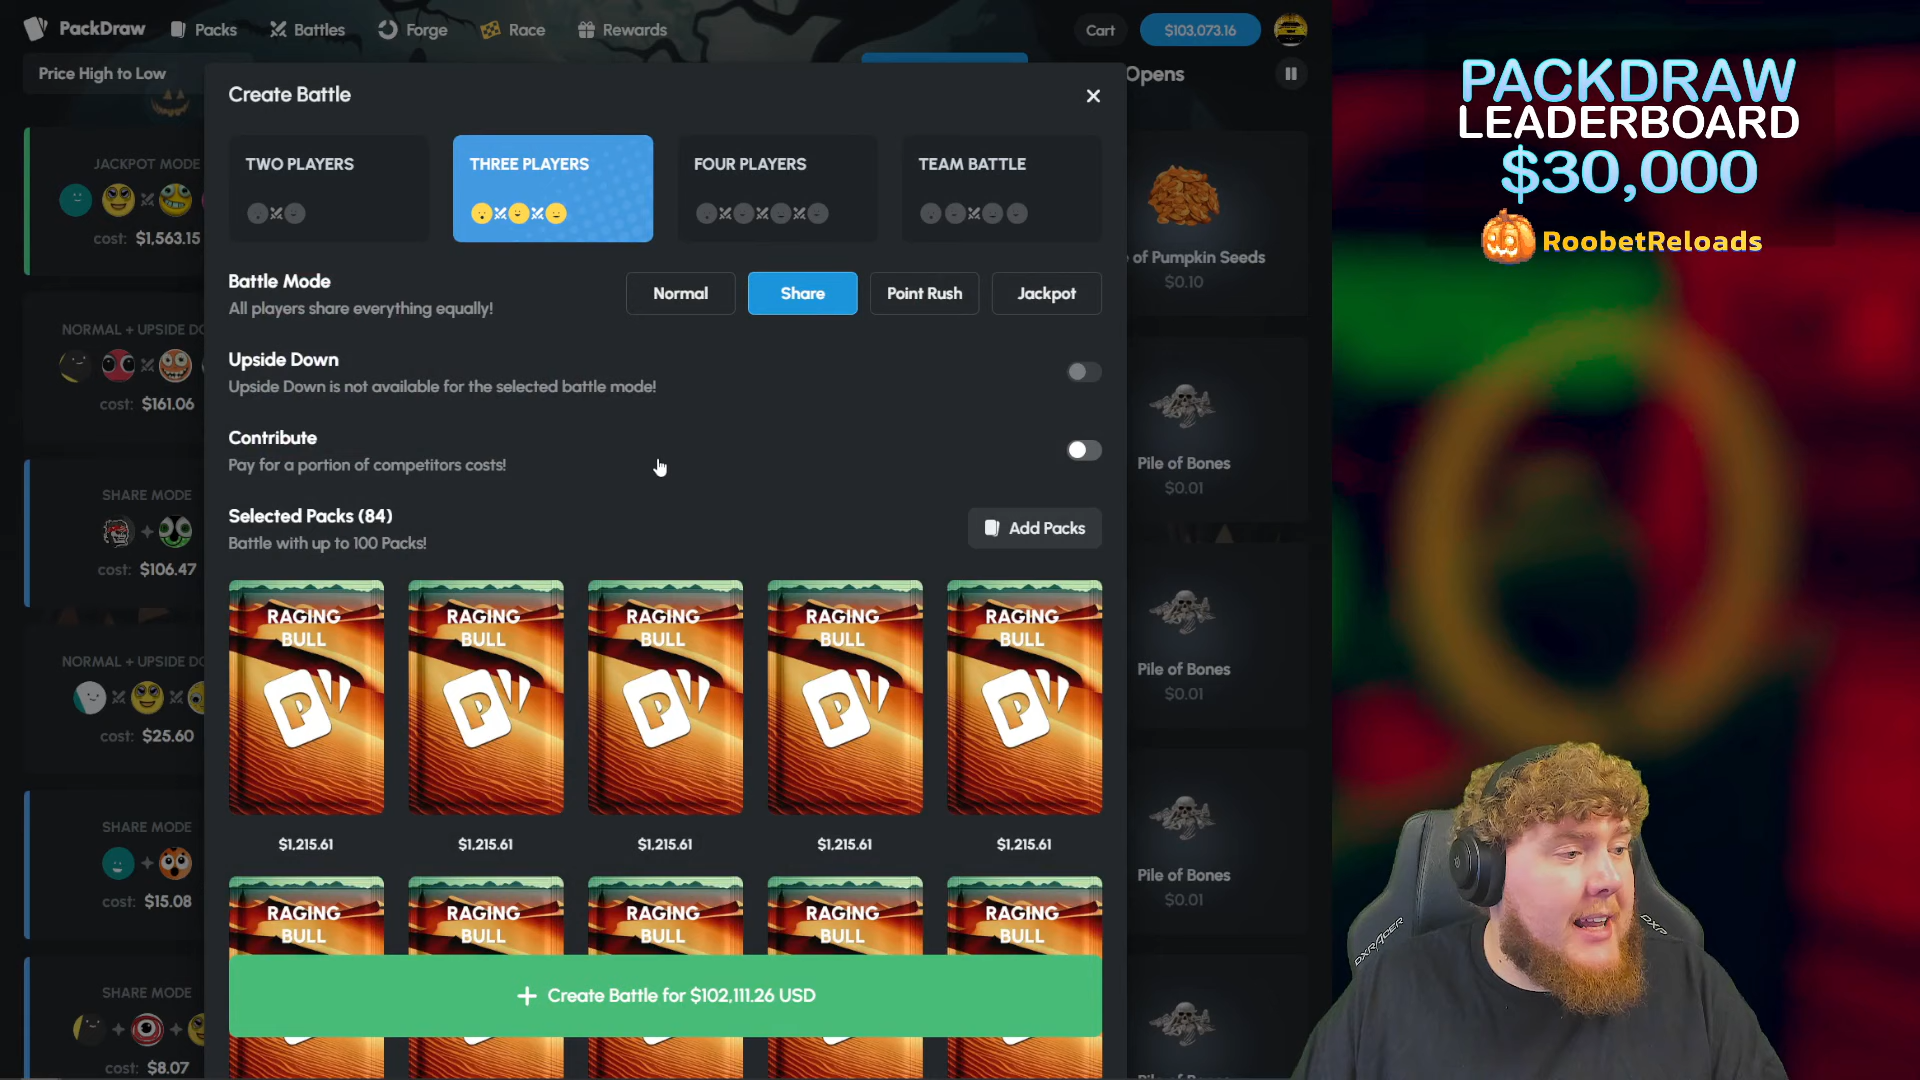 PackDraw
Packs
Battles
Forge
Race
Rewards
Cart
$103,073.16
Price High to Low
JACKPOT MODE
cost: $1,563.15
NORMAL + UPSIDE DO
cost: $161.06
SHARE MODE
cost: $106.47
NORMAL + UPSIDE DO
cost: $25.60
SHARE MODE
cost: $15.08
SHARE MODE
cost: $8.07
Create Battle
TWO PLAYERS
THREE PLAYERS
FOUR PLAYERS
TEAM BATTLE
Battle Mode
All players share everything equally!
Normal
Share
Point Rush
Jackpot
Upside Down
Upside Down is not available for the selected battle mode!
Contribute
Pay for a portion of competitors costs!
Selected Packs (84)
Battle with up to 100 Packs!
Add Packs
RAGING
BULL
P
RAGING
BULL
P
RAGING
BULL
P
RAGING
BULL
P
RAGING
BULL
P
$1,215.61
$1,215.61
$1,215.61
$1,215.61
$1,215.61
RAGING
BULL
RAGING
BULL
RAGING
BULL
RAGING
BULL
RAGING
BULL
+ Create Battle for $102,111.26 USD
Opens
of Pumpkin Seeds
$0.10
Pile of Bones
$0.01
Pile of Bones
$0.01
Pile of Bones
$0.01
PACKDRAW
LEADERBOARD
$30,000
RoobetReloads
DXRACER